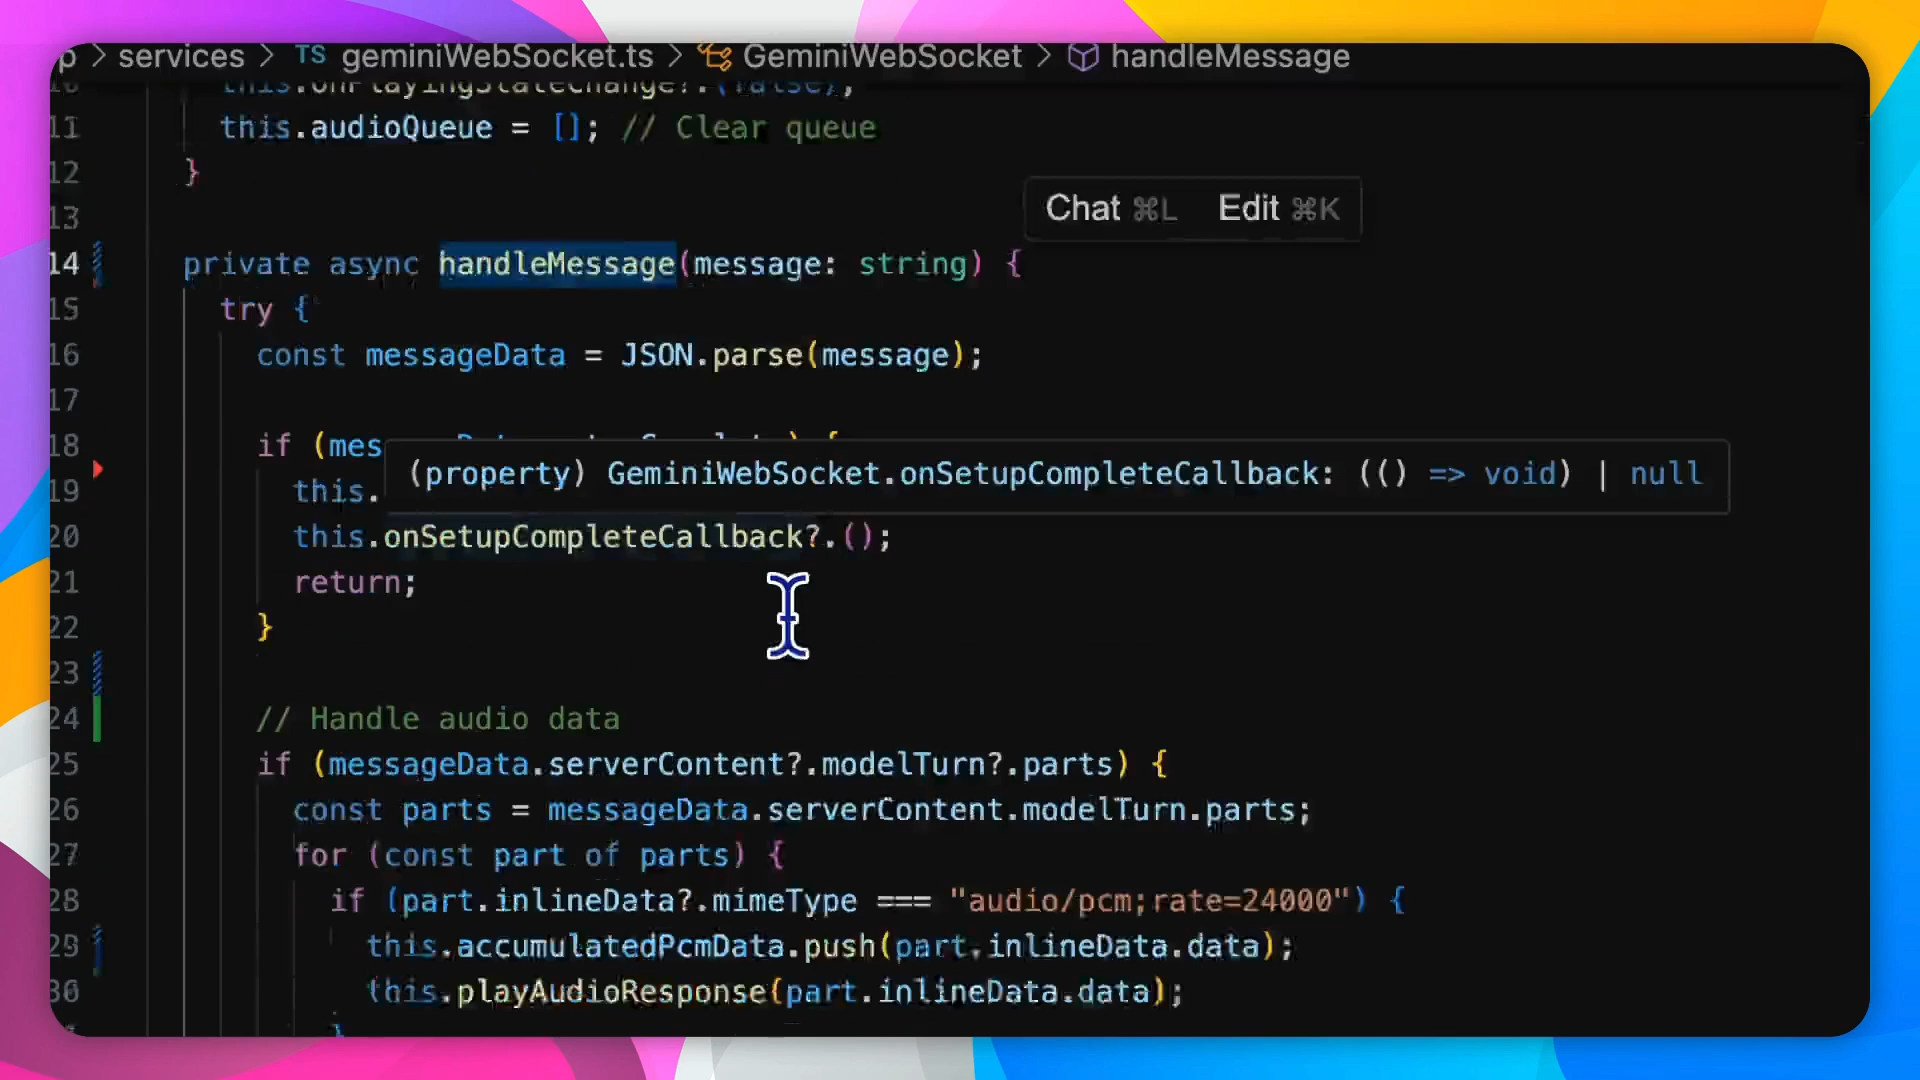 p > services > TS geminiWebSocket.ts > GeminiWebSocket > handleMessage
10 this.onPlayingStateChange?.(false);
11 this.audioQueue = []; // Clear queue
12 }
13
Chat ⌘L Edit ⌘K
14 private async handleMessage(message: string) {
15 try {
16 const messageData = JSON.parse(message);
17
18 if (mes
(property) GeminiWebSocket.onSetupCompleteCallback: (() => void) | null
19 this.
20 this.onSetupCompleteCallback?.();
21 return;
22 }
23
24 // Handle audio data
25 if (messageData.serverContent?.modelTurn?.parts) {
26 const parts = messageData.serverContent.modelTurn.parts;
27 for (const part of parts) {
28 if (part.inlineData?.mimeType === "audio/pcm;rate=24000") {
29 this.accumulatedPcmData.push(part.inlineData.data);
30 this.playAudioResponse(part.inlineData.data);
}